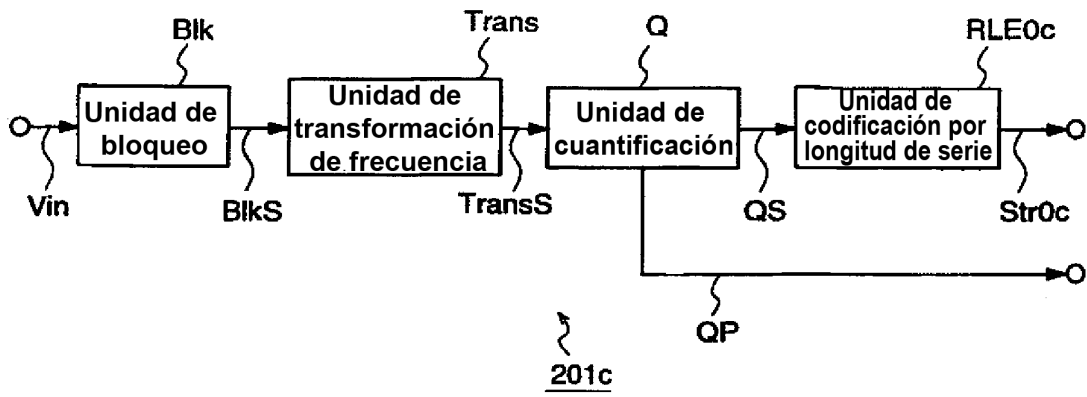 Blk
Trans
Q
RLE0c
Unidad de
bloqueo
Unidad de
transformación
de frecuencia
Unidad de
cuantificación
Unidad de
codificación por
longitud de serie
Vin
BlkS
TransS
QS
Str0c
QP
201c